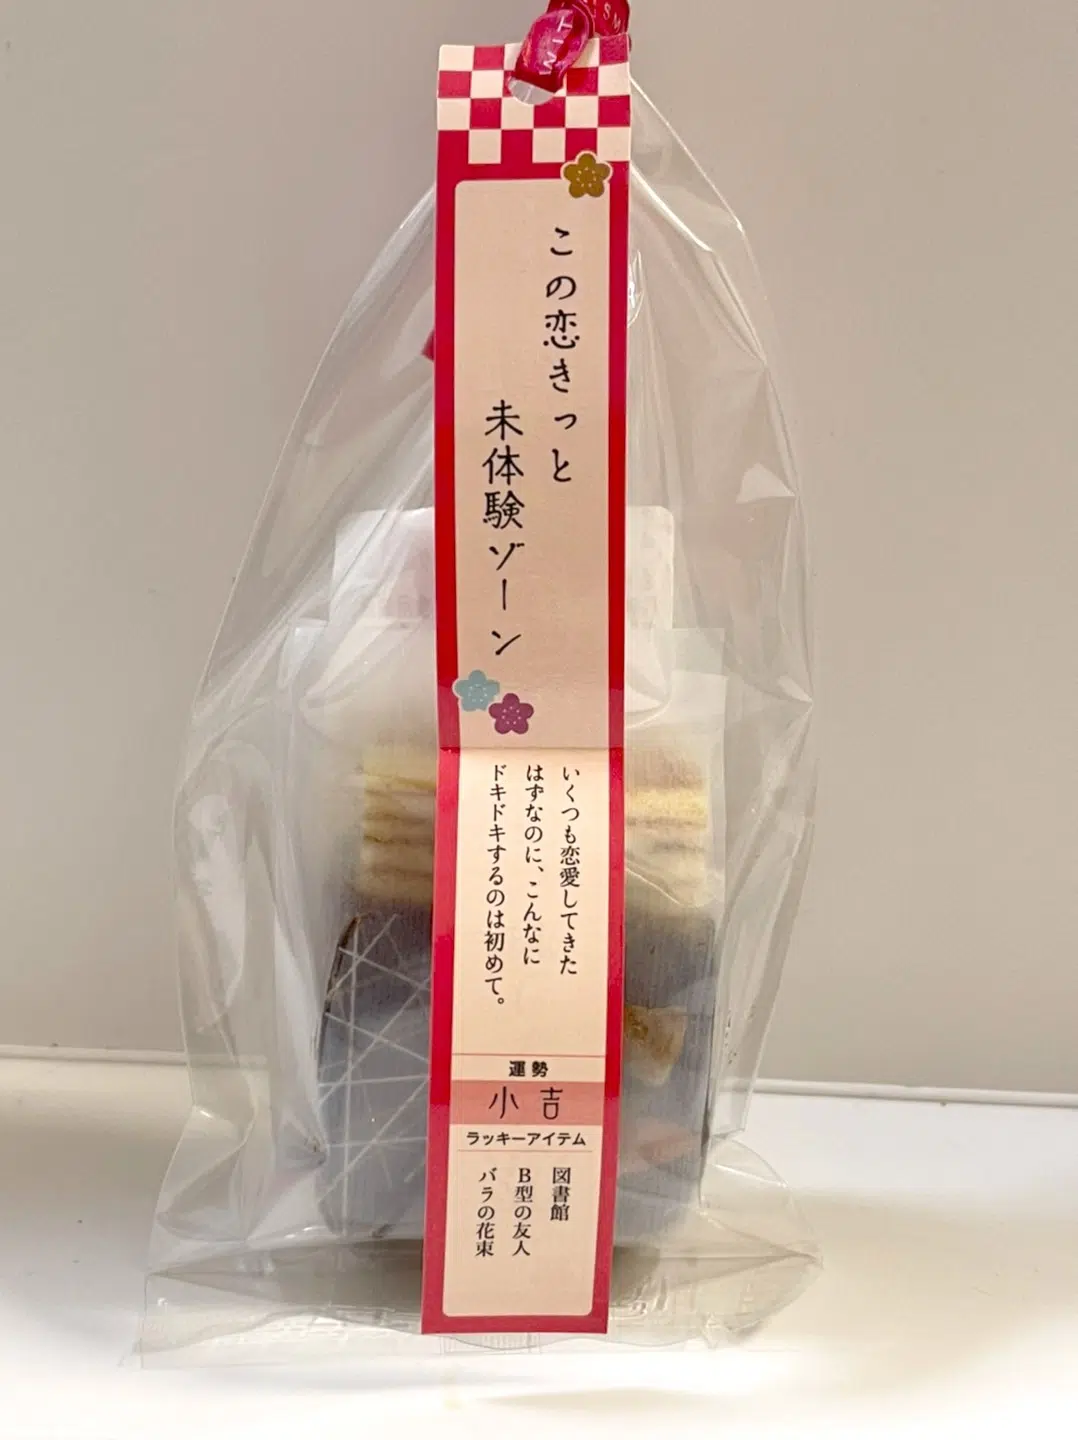 この恋きっと
未体験ゾーン
いくつも恋愛してきた
はずなのに、こんなに
ドキドキするのは初めて。
運勢
小吉
ラッキーアイテム
図書館
B型の友人
バラの花束